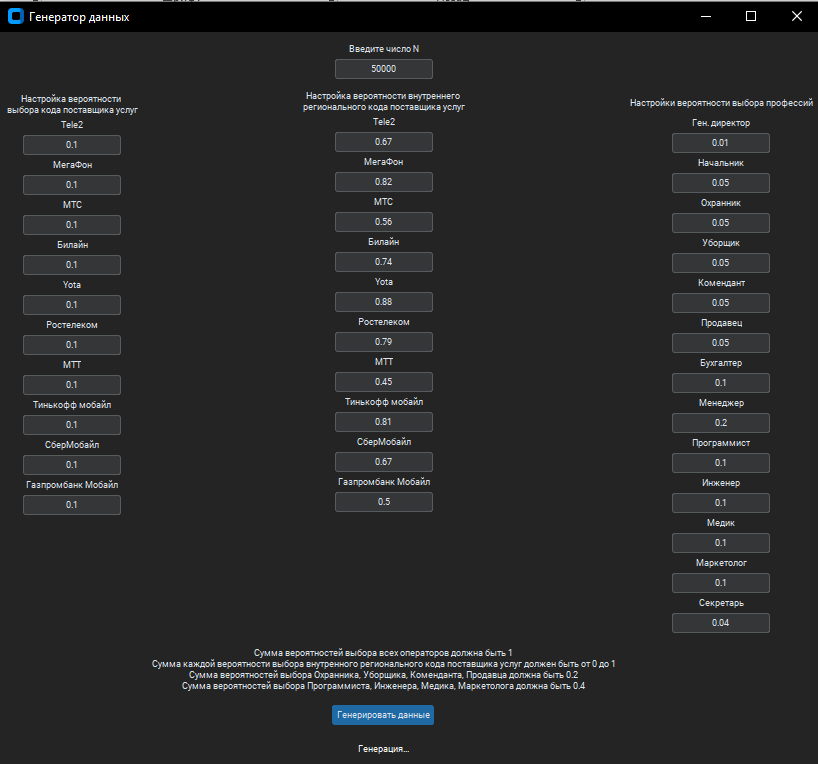 Генератор данных
Введите число N
50000
Настройка вероятности
выбора кода поставщика услуг
Tele2
0.1
МегаФон
0.1
МТС
0.1
Билайн
0.1
Yota
0.1
Ростелеком
0.1
МТТ
0.1
Тинькофф мобайл
0.1
СберМобайл
0.1
Газпромбанк Мобайл
0.1
Настройка вероятности внутреннего
регионального кода поставщика услуг
Tele2
0.67
МегаФон
0.82
МТС
0.56
Билайн
0.74
Yota
0.88
Ростелеком
0.79
МТТ
0.45
Тинькофф мобайл
0.81
СберМобайл
0.67
Газпромбанк Мобайл
0.5
Настройки вероятности выбора профессий
Ген. директор
0.01
Начальник
0.05
Охранник
0.05
Уборщик
0.05
Комендант
0.05
Продавец
0.05
Бухгалтер
0.1
Менеджер
0.2
Программист
0.1
Инженер
0.1
Медик
0.1
Маркетолог
0.1
Секретарь
0.04
Сумма вероятностей выбора всех операторов должна быть 1
Сумма каждой вероятности выбора внутренного регионального кода поставщика услуг должен быть от 0 до 1
Сумма вероятностей выбора Охранника, Уборщика, Коменданта, Продавца должна быть 0.2
Сумма вероятностей выбора Программиста, Инженера, Медика, Маркетолога должна быть 0.4
Генерировать данные
Генерация...